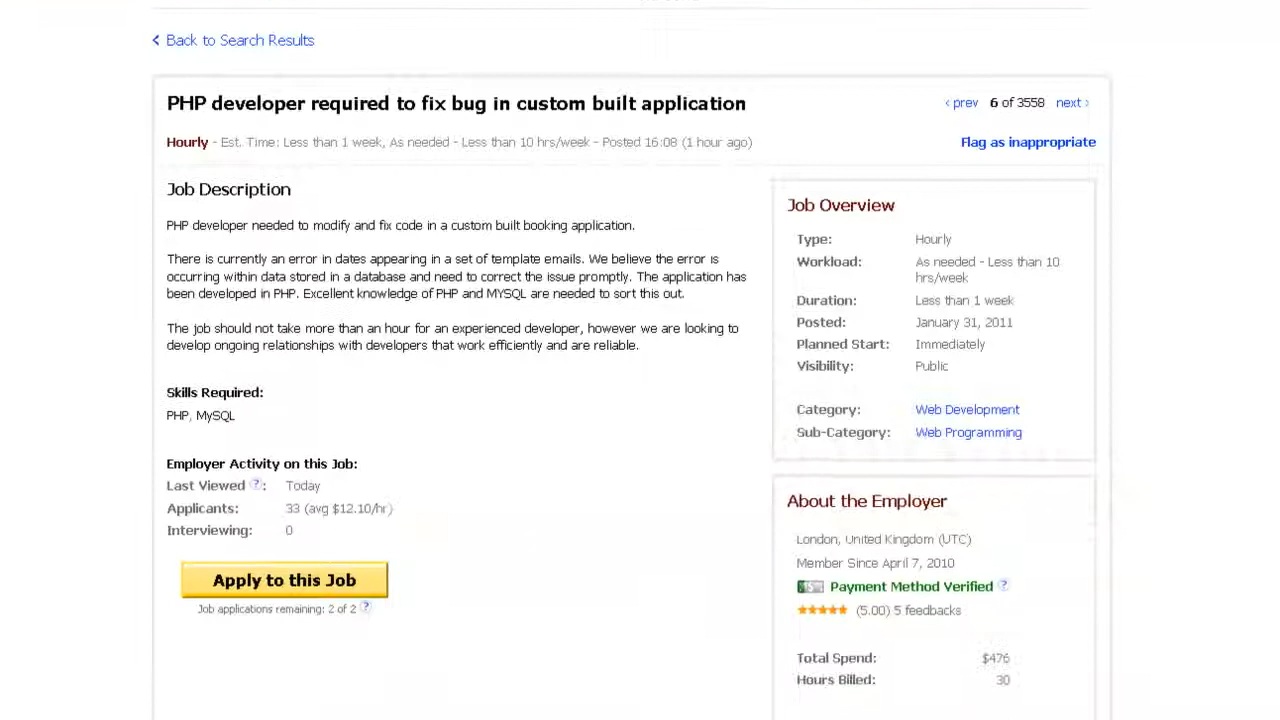 Back to Search Results
PHP developer required to fix bug in custom built application
‹ prev 6 of 3558 next ›
Hourly - Est. Time: Less than 1 week, As needed - Less than 10 hrs/week - Posted 16:08 (1 hour ago)
Flag as inappropriate
Job Description
PHP developer needed to modify and fix code in a custom built booking application.
There is currently an error in dates appearing in a set of template emails. We believe the error is
occurring within data stored in a database and need to correct the issue promptly. The application has
been developed in PHP. Excellent knowledge of PHP and MYSQL are needed to sort this out.
The job should not take more than an hour for an experienced developer, however we are looking to
develop ongoing relationships with developers that work efficiently and are reliable.
Skills Required:
PHP, MySQL
Employer Activity on this Job:
Last Viewed ?: Today
Applicants: 33 (avg $12.10/hr)
Interviewing: 0
Apply to this Job
Job applications remaining: 2 of 2 ?
Job Overview
Type: Hourly
Workload: As needed - Less than 10
hrs/week
Duration: Less than 1 week
Posted: January 31, 2011
Planned Start: Immediately
Visibility: Public
Category: Web Development
Sub-Category: Web Programming
About the Employer
London, United Kingdom (UTC)
Member Since April 7, 2010
Payment Method Verified ?
(5.00) 5 feedbacks
Total Spend: $476
Hours Billed: 30